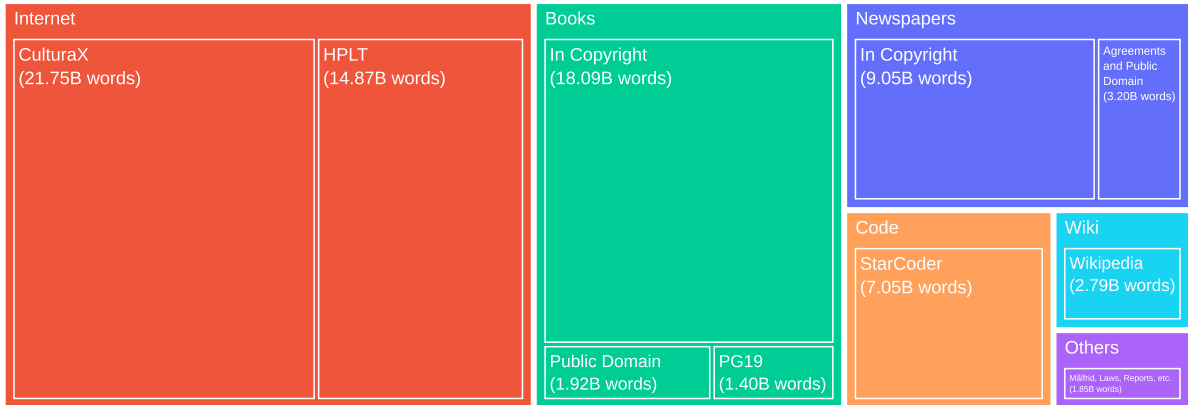 Internet
CulturaX
(21.75B words)
HPLT
(14.87B words)
Books
In Copyright
(18.09B words)
Public Domain
(1.92B words)
PG19
(1.40B words)
Newspapers
In Copyright
(9.05B words)
Agreements
and Public
Domain
(3.20B words)
Code
StarCoder
(7.05B words)
Wiki
Wikipedia
(2.79B words)
Others
Målfrid, Laws, Reports, etc.
(1.85B words)